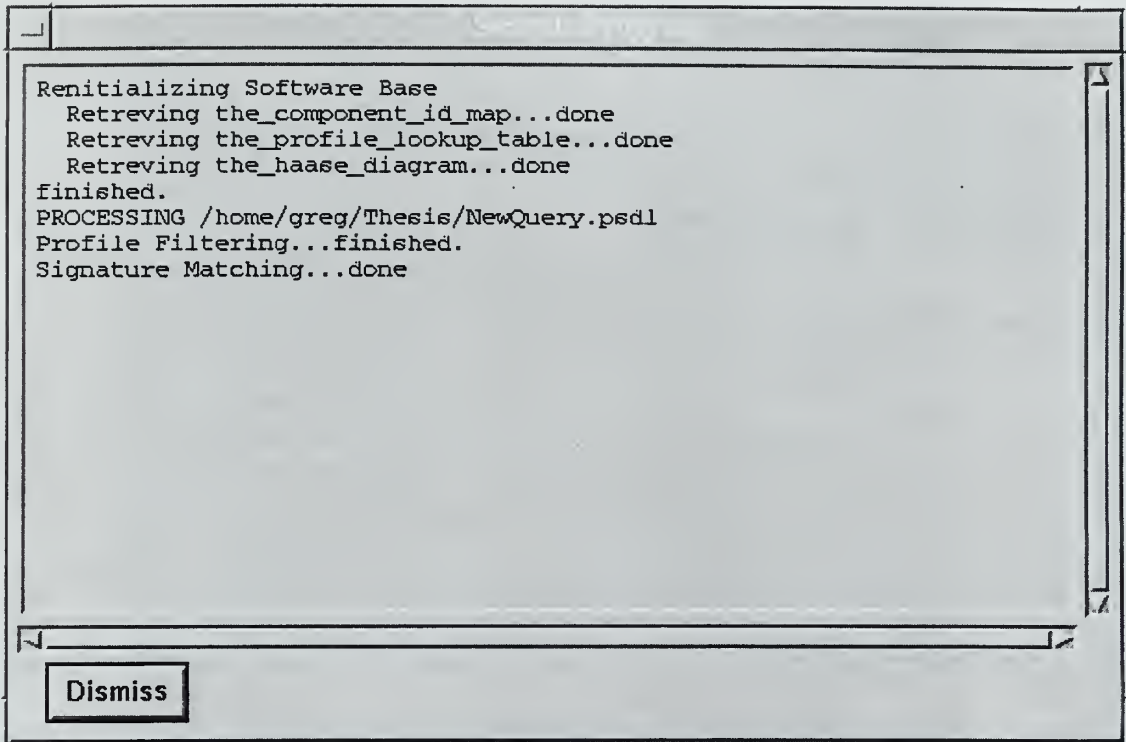 Renitializing Software Base
Retreving the_component_id_map...done
Retreving the_profile_lookup_table...done
Retreving the_haase_diagram...done
finished.
PROCESSING /home/greg/Thesis/NewQuery.psdl
Profile Filtering...finished.
Signature Matching...done
Dismiss